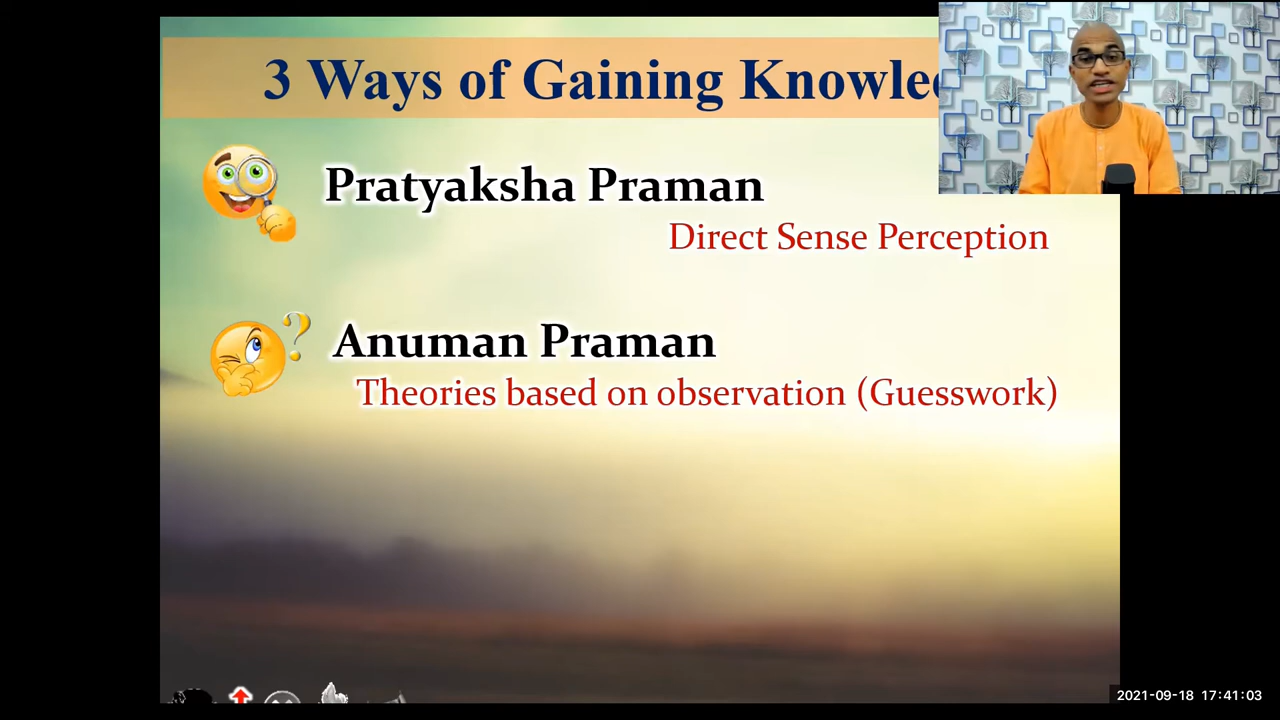 3 Ways of Gaining Knowle
Pratyaksha Praman
Direct Sense Perception
Anuman Praman
Theories based on observation (Guesswork)
2021-09-18 17:41:03